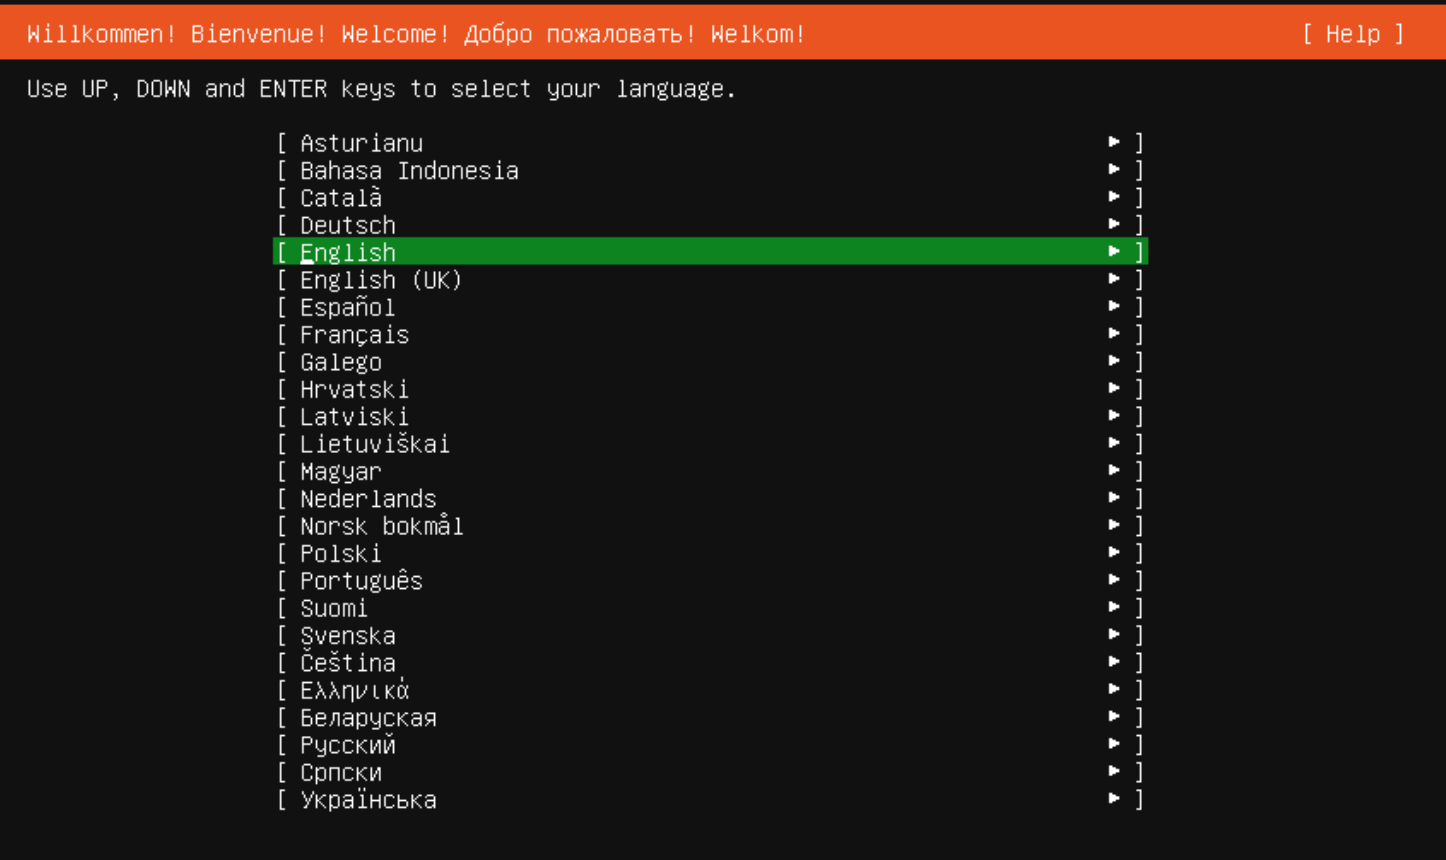 Willkommen! Bienvenue! Welcome! Добро пожаловать! Welkom! [ Help ]
Use UP, DOWN and ENTER keys to select your language.
[ Asturianu ► ]
[ Bahasa Indonesia ► ]
[ Català ► ]
[ Deutsch ► ]
[ English ► ]
[ English (UK) ► ]
[ Español ► ]
[ Français ► ]
[ Galego ► ]
[ Hrvatski ► ]
[ Latviski ► ]
[ Lietuviškai ► ]
[ Magyar ► ]
[ Nederlands ► ]
[ Norsk bokmål ► ]
[ Polski ► ]
[ Português ► ]
[ Suomi ► ]
[ Svenska ► ]
[ Čeština ► ]
[ Ελληνικά ► ]
[ Беларуская ► ]
[ Русский ► ]
[ Српски ► ]
[ Українська ► ]